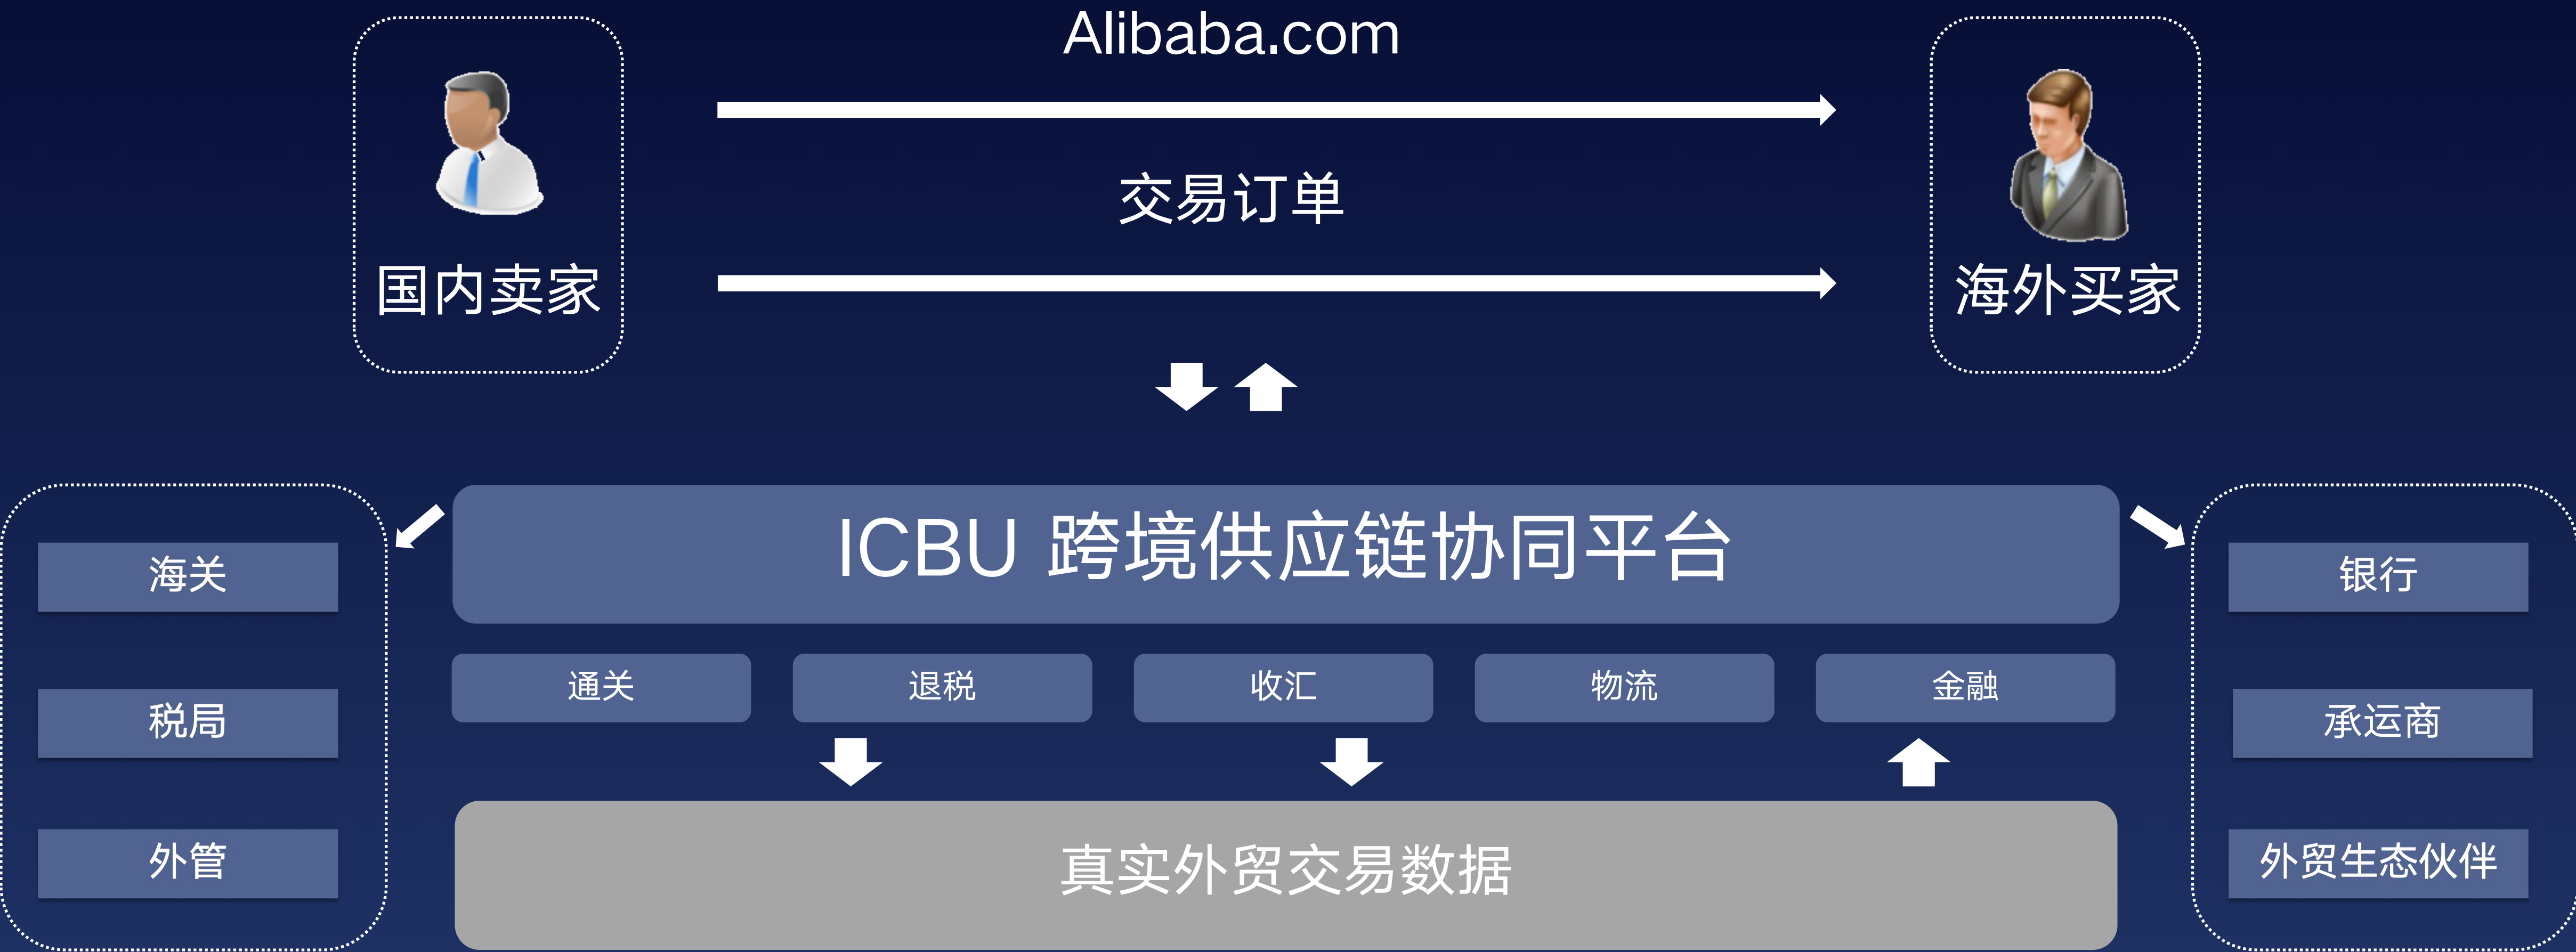 Alibaba.com
交易订单
国内卖家
海外买家
ICBU 跨境供应链协同平台
海关
税局
外管
通关
退税
收汇
物流
金融
银行
承运商
外贸生态伙伴
真实外贸交易数据